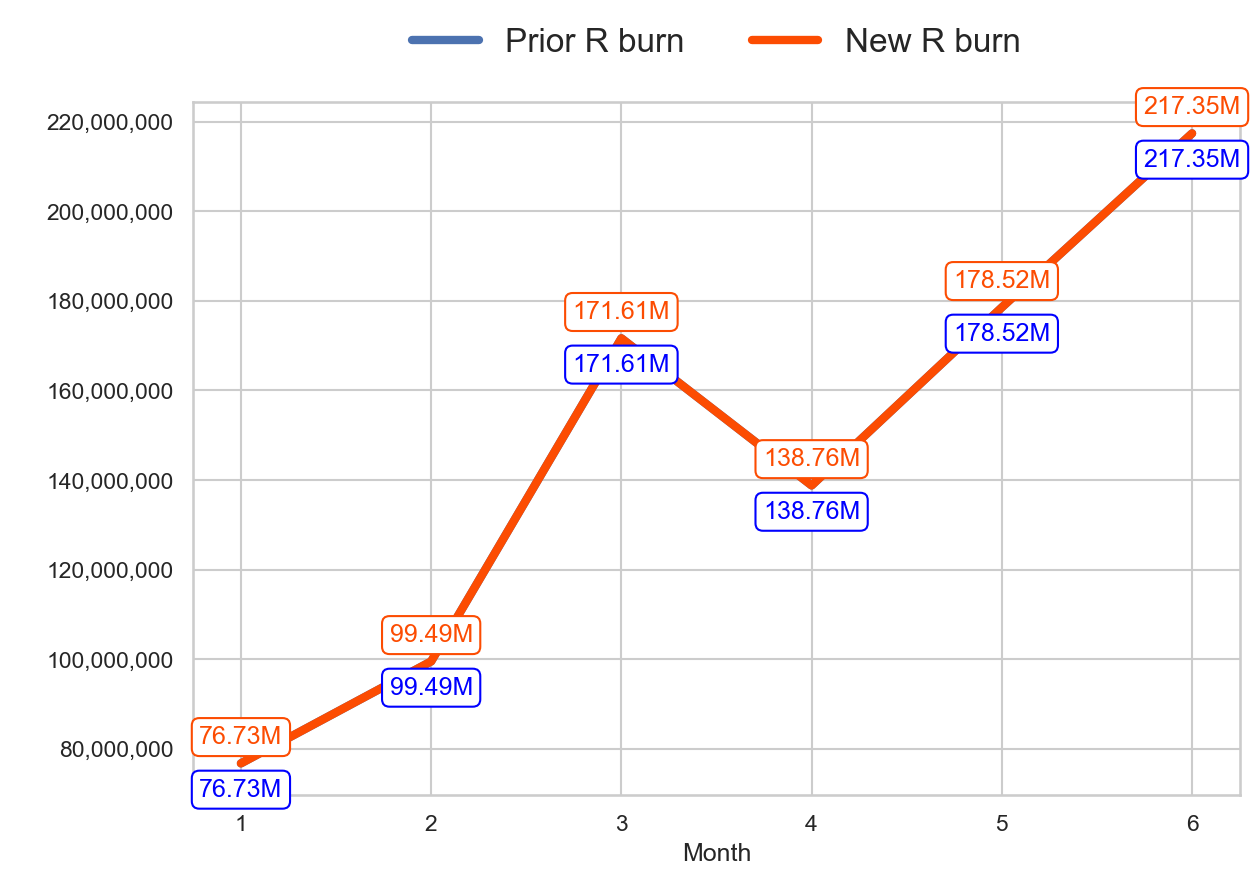 Prior R burn New R burn
217.35M
220,000,000
217.35M
200,000,000
178.52M
180,000,000
171.61M
178.52M
171.61M
160,000,000
138.76M
140,000,000
138.76M
120,000,000
99.49M
100,000,000
99.49M
76.73M
80,000,000
76.73M
1 2 3 4 5 6
Month